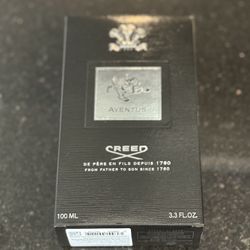 AVENTUS
CREED
DE PÈRE EN FILS DEPUIS 1760
FROM FATHER TO SON SINCE 1760
100 ML 3.3 FL.OZ.